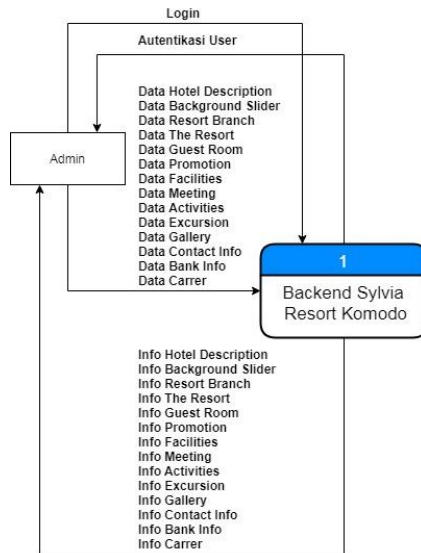 Login
Autentikasi User
Data Hotel Description
Data Background Slider
Data Resort Branch
Data The Resort
Data Guest Room
Data Promotion
Data Facilities
Data Meeting
Data Activities
Data Excursion
Data Gallery
Data Contact Info
Data Bank Info
Data Carrer
Admin
1
Backend Sylvia
Resort Komodo
Info Hotel Description
Info Background Slider
Info Resort Branch
Info The Resort
Info Guest Room
Info Promotion
Info Facilities
Info Meeting
Info Activities
Info Excursion
Info Gallery
Info Contact Info
Info Bank Info
Info Carrer